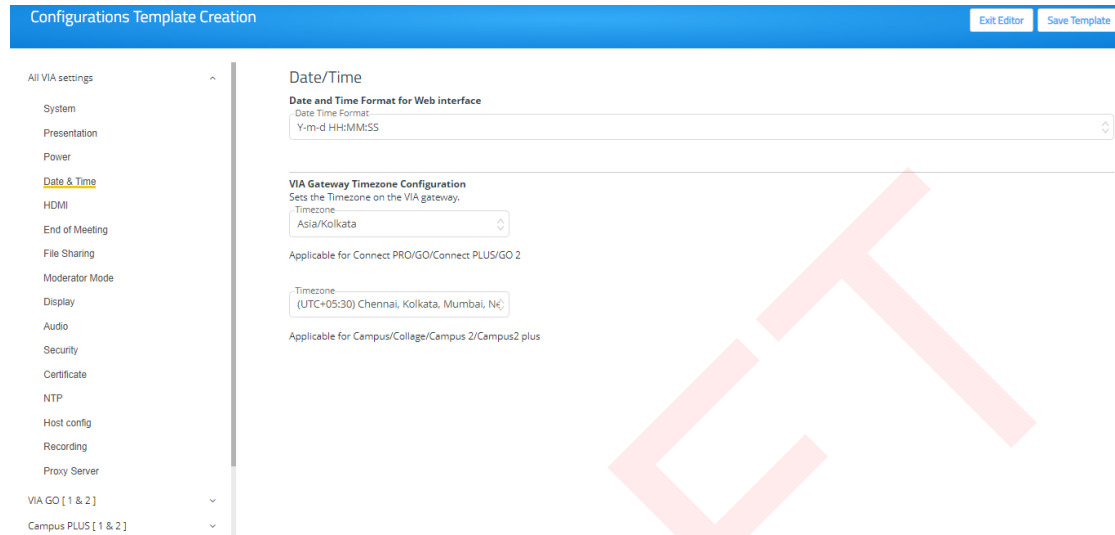 Configurations Template Creation
Exit Editor
Save Template
All VIA settings
System
Presentation
Power
Date & Time
HDMI
End of Meeting
File Sharing
Moderator Mode
Display
Audio
Security
Certificate
NTP
Host config
Recording
Proxy Server
VIA GO [ 1 & 2 ]
Campus PLUS [ 1 & 2 ]
Date/Time
Date and Time Format for Web interface
Date Time Format
Y-m-d HH:MM:SS
VIA Gateway Timezone Configuration
Sets the Timezone on the VIA gateway.
Timezone
Asia/Kolkata
Applicable for Connect PRO/GO/Connect PLUS/GO 2
Timezone
(UTC+05:30) Chennai, Kolkata, Mumbai,
Applicable for Campus/Collage/Campus 2/Campus2 plus